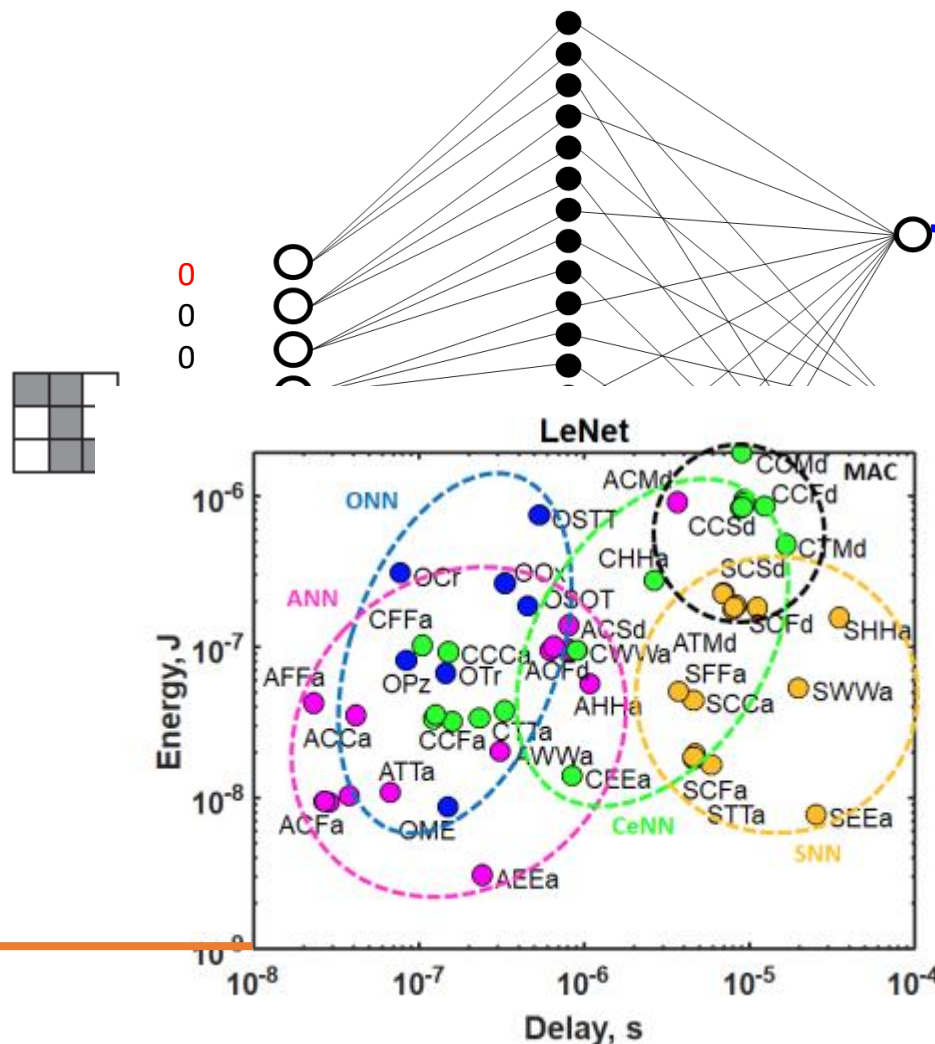 0
0
0
LeNet
CCMd
MAC
ACMd
CCFd
10⁻⁶
ONN
OSTT
CCSd
CTMd
CHHa
SCSd
OCr
ANN
OSOT
SCFd
CFFa
ACSd
SHHa
10⁻⁷
CCCa
CWWa
ATMd
ACFd
AFFa
OPz
OTr
SFFa
SWWa
AHHa
SCCa
ACCa
CCFa
CTTa
AWWa
ATTa
CEEa
SCFa
10⁻⁸
ACFa
OME
CeNN
STTa
SEEa
SNN
AEEa
Energy, J
10⁻⁸
10⁻⁷
10⁻⁶
10⁻⁵
10⁻⁴
Delay, s